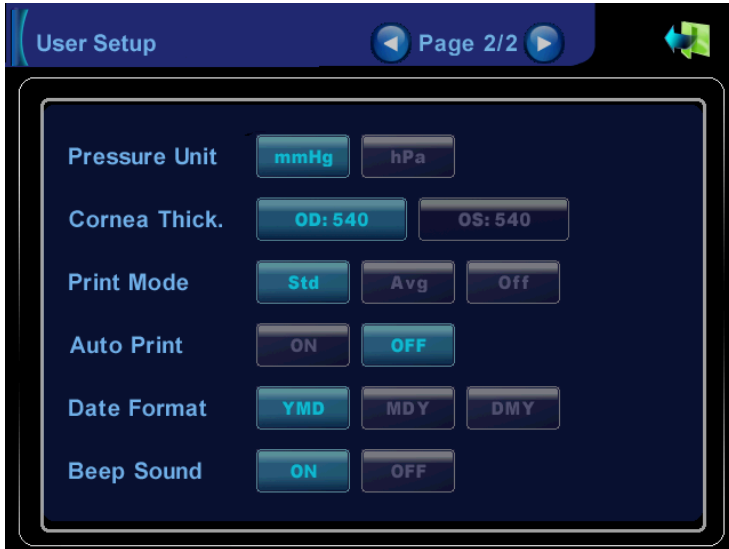 User Setup Page 2/2
Pressure Unit mmHg hPa
Cornea Thick. OD: 540 OS: 540
Print Mode Std Avg Off
Auto Print ON OFF
Date Format YMD MDY DMY
Beep Sound ON OFF